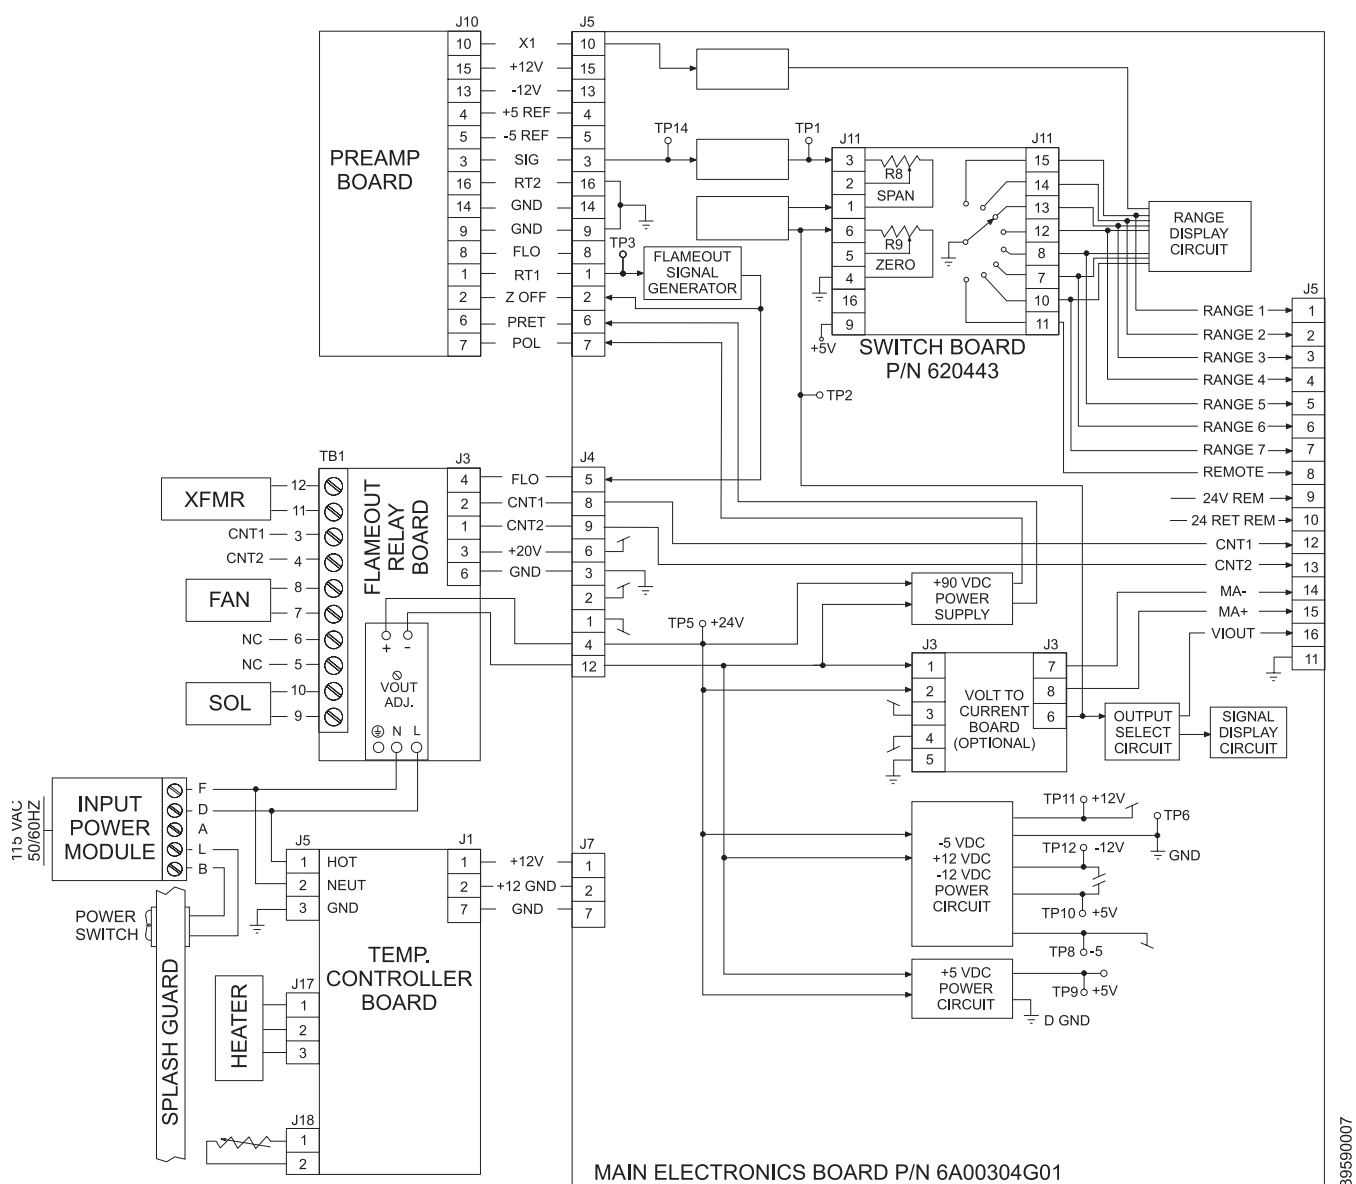 J10
J5
PREAMP
BOARD
10 X1 10
15 +12V 15
13 -12V 13
4 +5 REF 4
5 -5 REF 5
3 SIG 3
16 RT2 16
14 GND 14
9 GND 9
8 FLO 8
1 RT1 1
2 Z OFF 2
6 PRET 6
7 POL 7
TP14
TP1
TP3
FLAMEOUT
SIGNAL
GENERATOR
J11
J11
3
2
1
6
5
4
16
9
R8
SPAN
R9
ZERO
+5V
15
14
13
12
8
7
10
11
SWITCH BOARD
P/N 620443
TP2
RANGE
DISPLAY
CIRCUIT
J5
RANGE 1 1
RANGE 2 2
RANGE 3 3
RANGE 4 4
RANGE 5 5
RANGE 6 6
RANGE 7 7
REMOTE 8
24V REM 9
24 RET REM 10
CNT1 12
CNT2 13
MA- 14
MA+ 15
VIOUT 16
11
TB1
J3
J4
XFMR
12
11
CNT1 3
CNT2 4
FAN
8
7
NC 6
NC 5
SOL
10
9
FLAMEOUT
RELAY
BOARD
4 FLO 5
2 CNT1 8
1 CNT2 9
3 +20V 6
6 GND 3
2
1
4
12
+ -
VOUT
ADJ.
N L
+90 VDC
POWER
SUPPLY
TP5 +24V
J3
J3
1
2
3
4
5
VOLT TO
CURRENT
BOARD
(OPTIONAL)
7
8
6
OUTPUT
SELECT
CIRCUIT
SIGNAL
DISPLAY
CIRCUIT
115 VAC
50/60HZ
INPUT
POWER
MODULE
F
D
A
L
B
POWER
SWITCH
SPLASH GUARD
J5
J1
J7
1 HOT
2 NEUT
3 GND
1 +12V 1
2 +12 GND 2
7 GND 7
TEMP.
CONTROLLER
BOARD
HEATER
J17
1
2
3
J18
1
2
-5 VDC
+12 VDC
-12 VDC
POWER
CIRCUIT
TP11 +12V
TP6
GND
TP12 -12V
TP10 +5V
TP8 -5
+5 VDC
POWER
CIRCUIT
TP9 +5V
D GND
MAIN ELECTRONICS BOARD P/N 6A00304G01
39590007